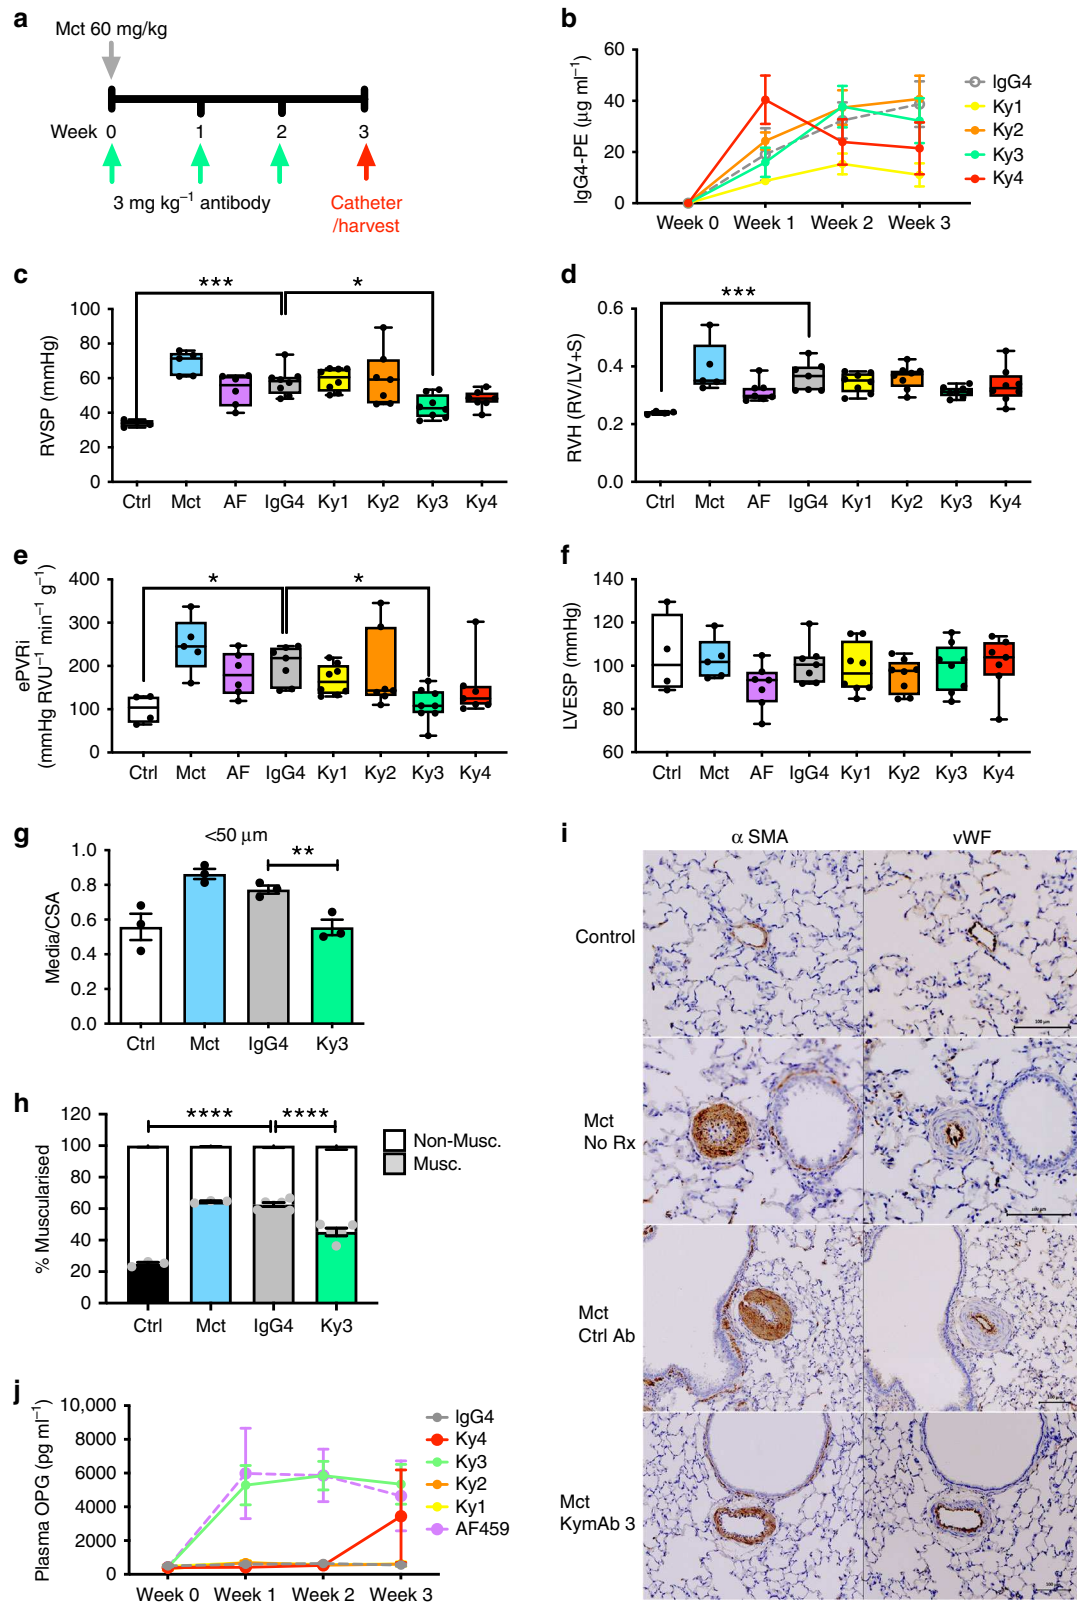 a
Mct 60 mg/kg
Week 0 1 2 3
3 mg kg⁻¹ antibody
Catheter
/harvest
b
IgG4-PE (µg ml⁻¹)
60
40
20
0
Week 0 Week 1 Week 2 Week 3
IgG4
Ky1
Ky2
Ky3
Ky4
c
RVSP (mmHg)
100
80
60
40
20
0
*** *
Ctrl Mct AF IgG4 Ky1 Ky2 Ky3 Ky4
d
RVH (RV/LV+S)
0.6
0.4
0.2
0.0
***
Ctrl Mct AF IgG4 Ky1 Ky2 Ky3 Ky4
e
ePVRi
(mmHg RVU⁻¹ min⁻¹ g⁻¹)
400
300
200
100
0
* *
Ctrl Mct AF IgG4 Ky1 Ky2 Ky3 Ky4
f
LVESP (mmHg)
140
120
100
80
60
Ctrl Mct AF IgG4 Ky1 Ky2 Ky3 Ky4
g
<50 µm
Media/CSA
1.0
0.8
0.6
0.4
0.2
0.0
**
Ctrl Mct IgG4 Ky3
h
% Muscularised
120
100
80
60
40
20
0
**** ****
Non-Musc.
Musc.
Ctrl Mct IgG4 Ky3
i
α SMA vWF
Control
100 µm
Mct
No Rx
100 µm
Mct
Ctrl Ab
100 µm
Mct
KymAb 3
100 µm
j
Plasma OPG (pg ml⁻¹)
10,000
8000
6000
4000
2000
0
Week 0 Week 1 Week 2 Week 3
IgG4
Ky4
Ky3
Ky2
Ky1
AF459